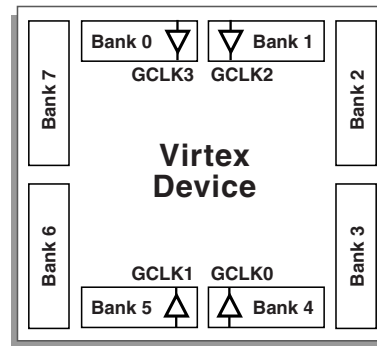 Bank 0
Bank 1
GCLK3 GCLK2
Bank 7
Bank 2
Virtex
Device
Bank 6
Bank 3
GCLK1 GCLK0
Bank 5
Bank 4